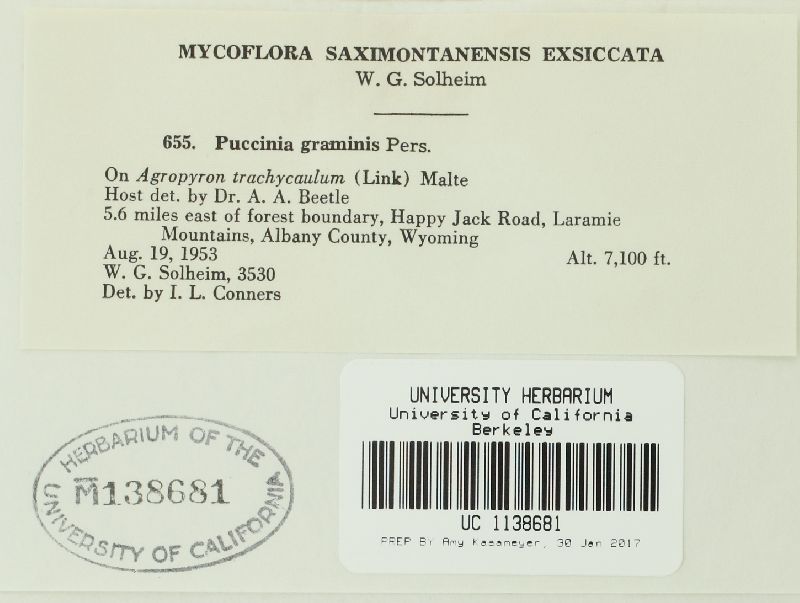 MYCOFLORA SAXIMONTANENSIS EXSICCATA
W. G. Solheim
655. Puccinia graminis Pers.
On Agropyron trachycaulum (Link) Malte
Host det. by Dr. A. A. Beetle
5.6 miles east of forest boundary, Happy Jack Road, Laramie
Mountains, Albany County, Wyoming
Aug. 19, 1953 Alt. 7,100 ft.
W. G. Solheim, 3530
Det. by I. L. Conners
HERBARIUM OF THE
M138681
UNIVERSITY OF CALIFORNIA
UNIVERSITY HERBARIUM
University of California
Berkeley
UC 1138681
PREP BY Amy Kasameyer, 30 Jan 2017